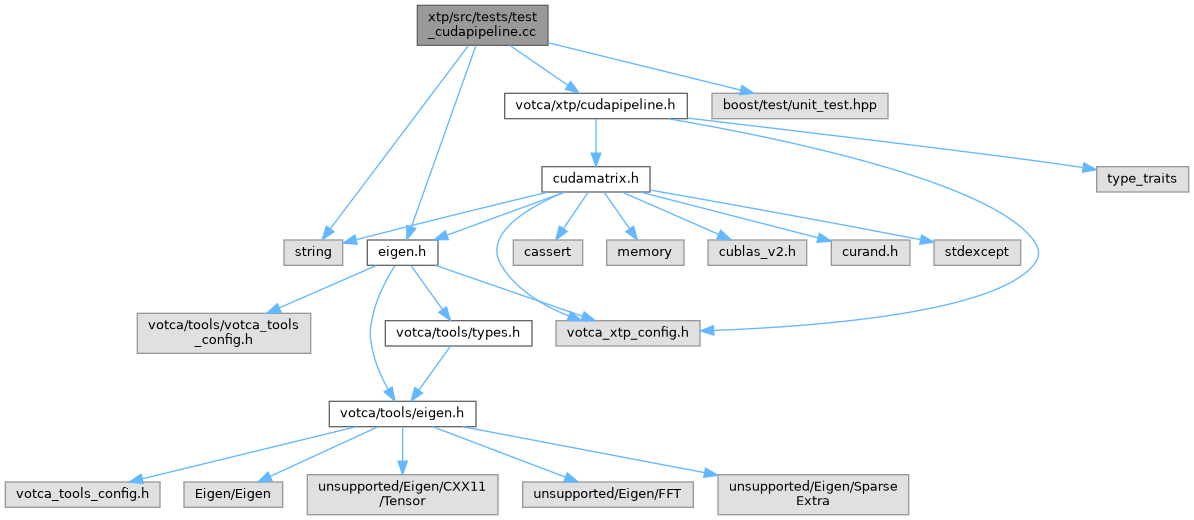 xtp/src/tests/test
_cudapipeline.cc
votca/xtp/cudapipeline.h
boost/test/unit_test.hpp
cudamatrix.h
type_traits
string
eigen.h
cassert
memory
cublas_v2.h
curand.h
stdexcept
votca/tools/votca_tools
_config.h
votca/tools/types.h
votca_xtp_config.h
votca/tools/eigen.h
votca_tools_config.h
Eigen/Eigen
unsupported/Eigen/CXX11
/Tensor
unsupported/Eigen/FFT
unsupported/Eigen/Sparse
Extra